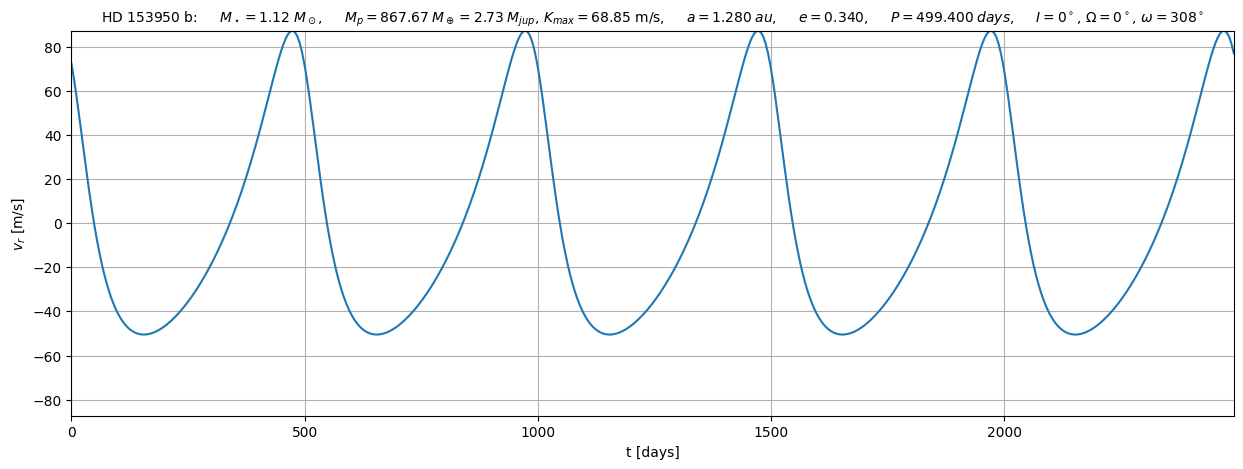 HD 153950 b: M⋆ = 1.12 M⊙, Mp = 867.67 M⊕ = 2.73 Mjup, Kmax = 68.85 m/s, a = 1.280 au, e = 0.340, P = 499.400 days, I = 0°, Ω = 0°, ω = 308°
80
60
40
20
0
−20
−40
−60
−80
vr [m/s]
0 500 1000 1500 2000
t [days]